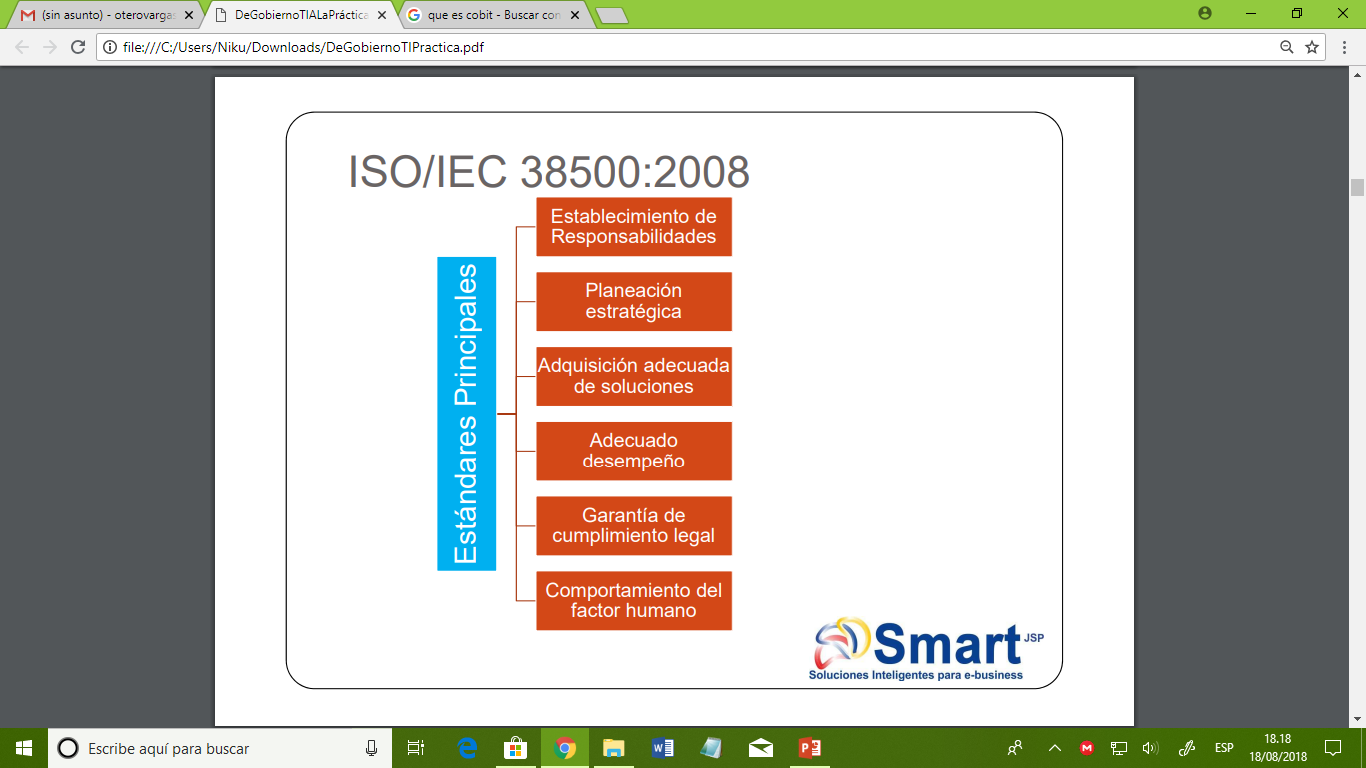 (sin asunto) - oterovargas
DeGobiernoTIALaPráctica
que es cobit - Buscar con
file:///C:/Users/Niku/Downloads/DeGobiernoTIPractica.pdf
ISO/IEC 38500:2008
Estándares Principales
Establecimiento de
Responsabilidades
Planeación
estratégica
Adquisición adecuada
de soluciones
Adecuado
desempeño
Garantía de
cumplimiento legal
Comportamiento del
factor humano
Smart JSP
Soluciones Inteligentes para e-business
Escribe aquí para buscar
ESP
18.18
18/08/2018